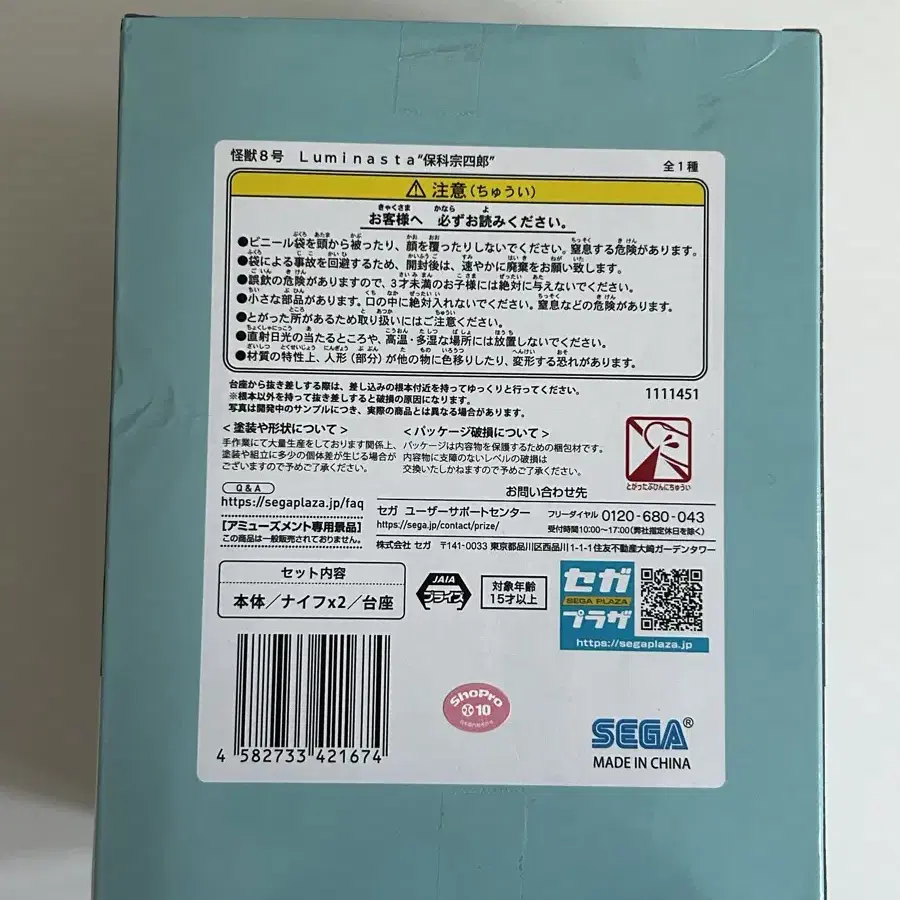 怪獣8号 Luminasta“保科宗四郎”
全1種
⚠ 注意(ちゅうい)
お客様へ 必ずお読みください。
●ビニール袋を頭から被ったり、顔を覆ったりしないでください。窒息する危険があります。
●袋による事故を回避するため、開封後は、速やかに廃棄をお願い致します。
●誤飲の危険がありますので、3才未満のお子様には絶対に与えないでください。
●小さな部品があります。口の中に絶対入れないでください。窒息などの危険があります。
●とがった所があるため取り扱いにはご注意ください。
●直射日光の当たるところや、高温・多湿な場所には放置しないでください。
●材質の特性上、人形(部分)が他の物に色移りしたり、変形する恐れがあります。
台座から抜き差しする際は、差し込みの根本付近を持ってゆっくりと行ってください。
※根本以外を持って抜き差しすると破損の原因になります。
写真は開発中のサンプルにつき、実際の商品とは異なる場合があります。
1111451
<塗装や形状について>
手作業にて大量生産をしております関係上、
塗装や組立に多少の個体差が生じる場合が
ございますので予めご了承ください。
<パッケージ破損について>
パッケージは内容物を保護するための梱包材です。
内容物に支障のないレベルの破損は
交換いたしかねますので予めご了承ください。
とがったぶひんにちゅうい
Q&A
https://segaplaza.jp/faq
[アミューズメント専用景品]
この商品は一般販売されておりません。
お問い合わせ先
セガ ユーザーサポートセンター
https://sega.jp/contact/prize/
フリーダイヤル 0120-680-043
受付時間10:00~17:00(弊社指定休日を除く)
株式会社 セガ 〒141-0033 東京都品川区西品川1-1-1住友不動産大崎ガーデンタワー
セット内容
本体/ナイフx2/台座
JAIA
プライズ
対象年齢
15才以上
セガ
SEGA PLAZA
プラザ
https://segaplaza.jp
4 582733 421674
ShoPro
10
SEGA®
MADE IN CHINA